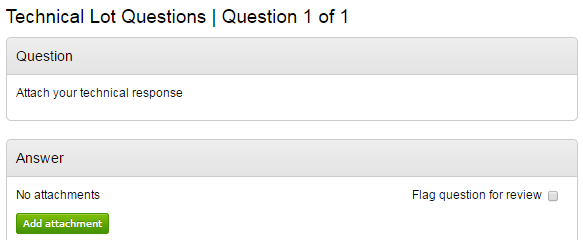 Technical Lot Questions | Question 1 of 1
Question
Attach your technical response
Answer
No attachments
Flag question for review
Add attachment